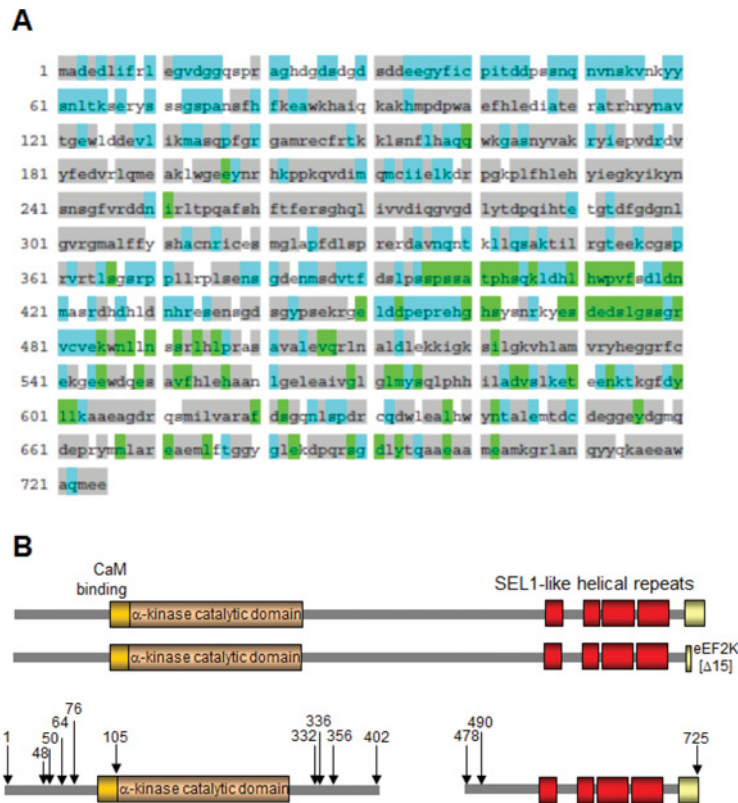 A
1 madedlifrl egvdggqspr aghdgdsdgd sddeegyfic pitddpssnq nvnskvnkyy
61 snltkserys ssgspansfh fkeawkhaiq kakhmpdpwa efhlediate ratrhrynav
121 tgewlddevl ikmasqpfgr gamrecfrtk klsnflhaqq wkgasnyvak ryiepvdrdv
181 yfedvrlqme aklwgeeynr hkppkqvdim qmciielkdr pgkplfhleh yiegkyikyn
241 snsgfvrddn irltpqafsh ftfersghql ivvdiqgvgd lytdpqihte tgtdfgdgnl
301 gvrgmalffy shacnrices mglapfdlsp rerdavnqnt kllqsaktil rgteekcgsp
361 rvrtlsgsrp pllrplsens gdenmsdvtf dslpsspssa tphsqkldhl hwpvfsdldn
421 masrdhdhld nhresensgd sgypsekrge lddpeprehg hsysnrkyes dedslgssgr
481 vcvekwnlln ssrlhlpras avalevqrln aldlekkigk silgkvhlam vryheggrfc
541 ekgeewdqes avfhlehaan lgeleaivgl glmysqlphh iladvslket eenktkgfdy
601 llkaaeagdr qsmilvaraf dsgqnlspdr cqdwlealhw yntalemtdc deggeydgmq
661 deprymmlar eaemlftggy glekdpqrsg dlytqaaeaa meamkgrlan qyyqkaeeaw
721 aqmee
B
CaM
binding
SEL1-like helical repeats
α-kinase catalytic domain
α-kinase catalytic domain
eEF2K
[Δ15]
1 48 50 64 76 105 332 336 356 402 478 490 725
α-kinase catalytic domain